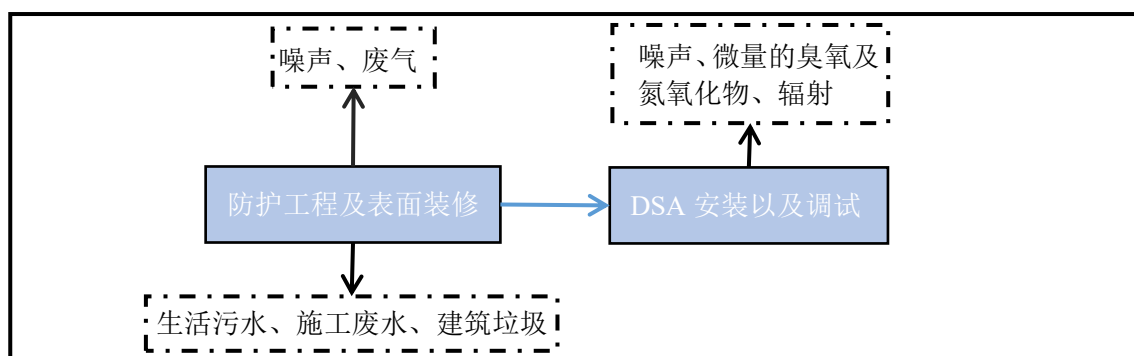 噪声、废气
噪声、微量的臭氧及
氮氧化物、辐射
防护工程及表面装修
DSA 安装以及调试
生活污水、施工废水、建筑垃圾